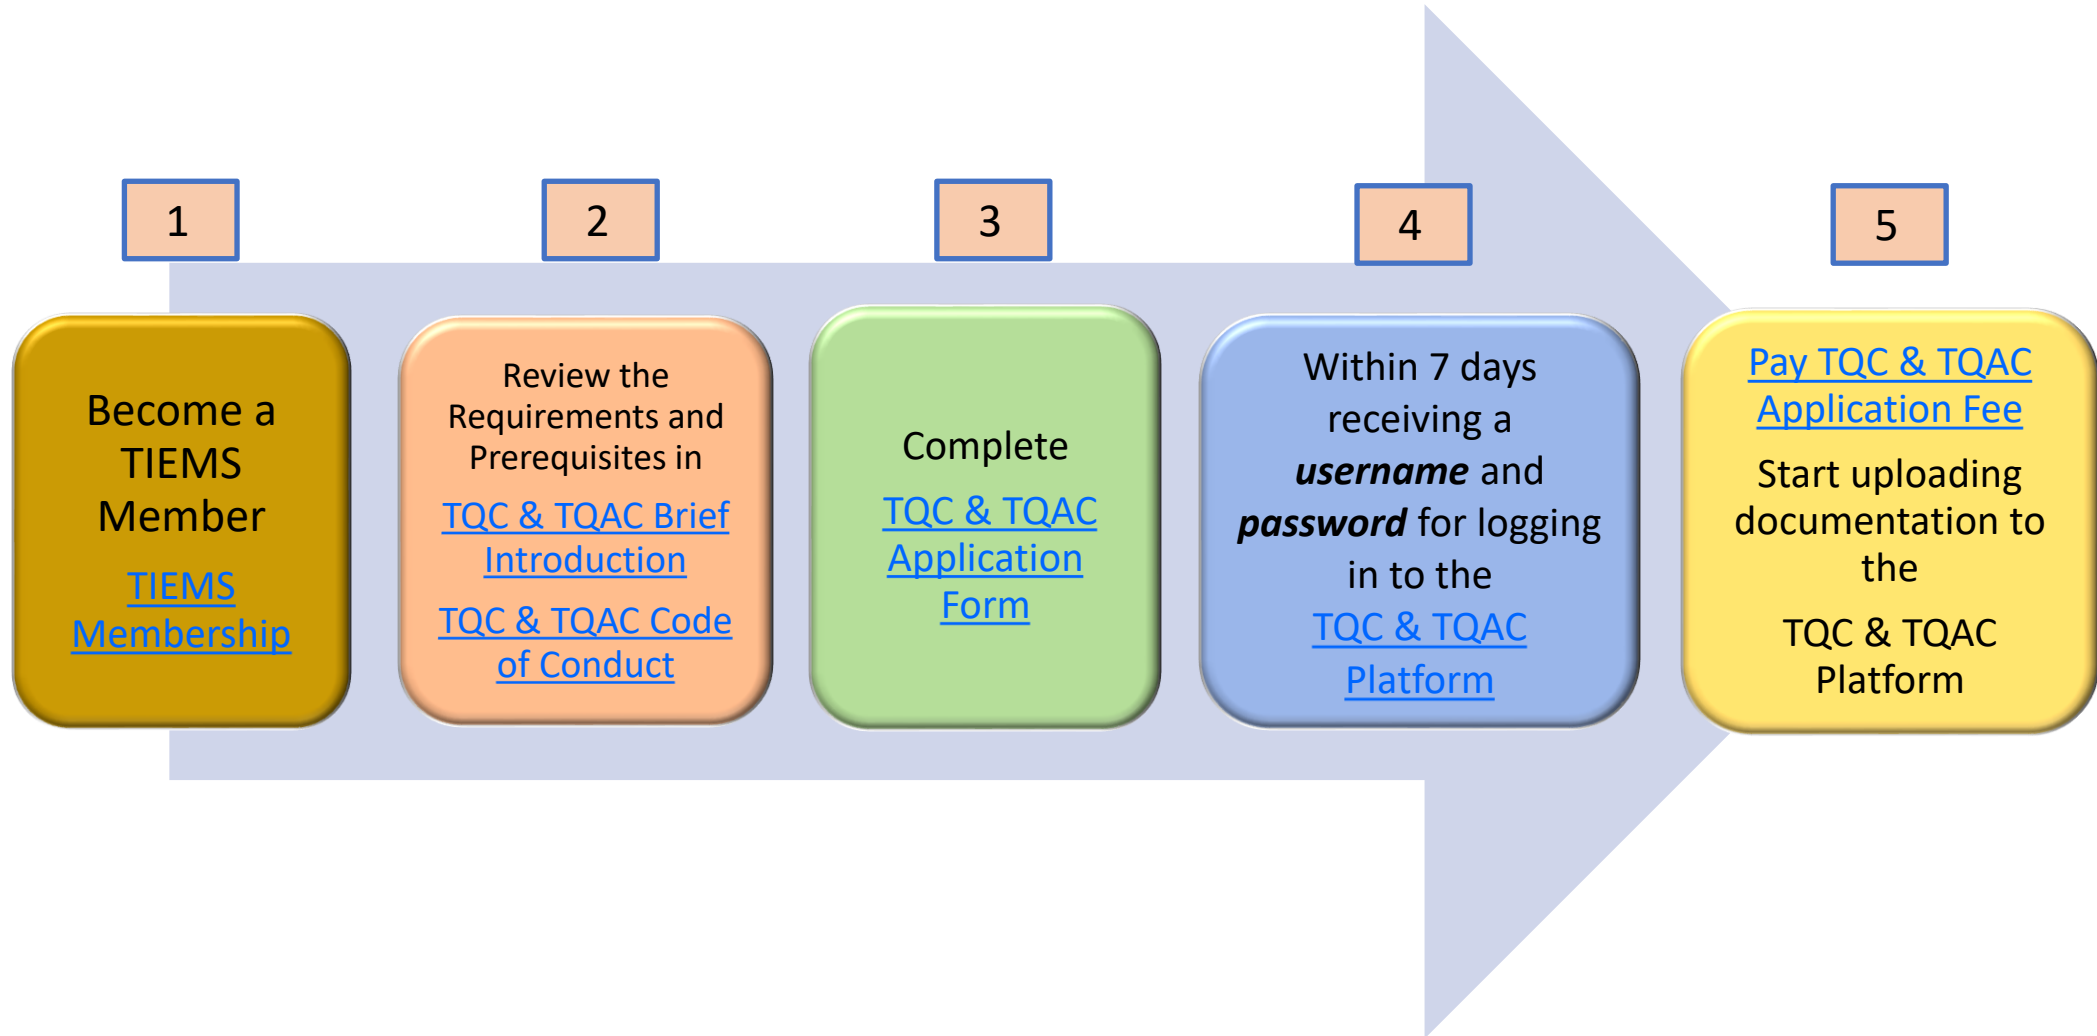 1
Become a
TIEMS
Member
TIEMS
Membership
2
Review the
Requirements and
Prerequisites in
TQC & TQAC Brief
Introduction
TQC & TQAC Code
of Conduct
3
Complete
TQC & TQAC
Application
Form
4
Within 7 days
receiving a
username and
password for logging
in to the
TQC & TQAC
Platform
5
Pay TQC & TQAC
Application Fee
Start uploading
documentation to
the
TQC & TQAC
Platform